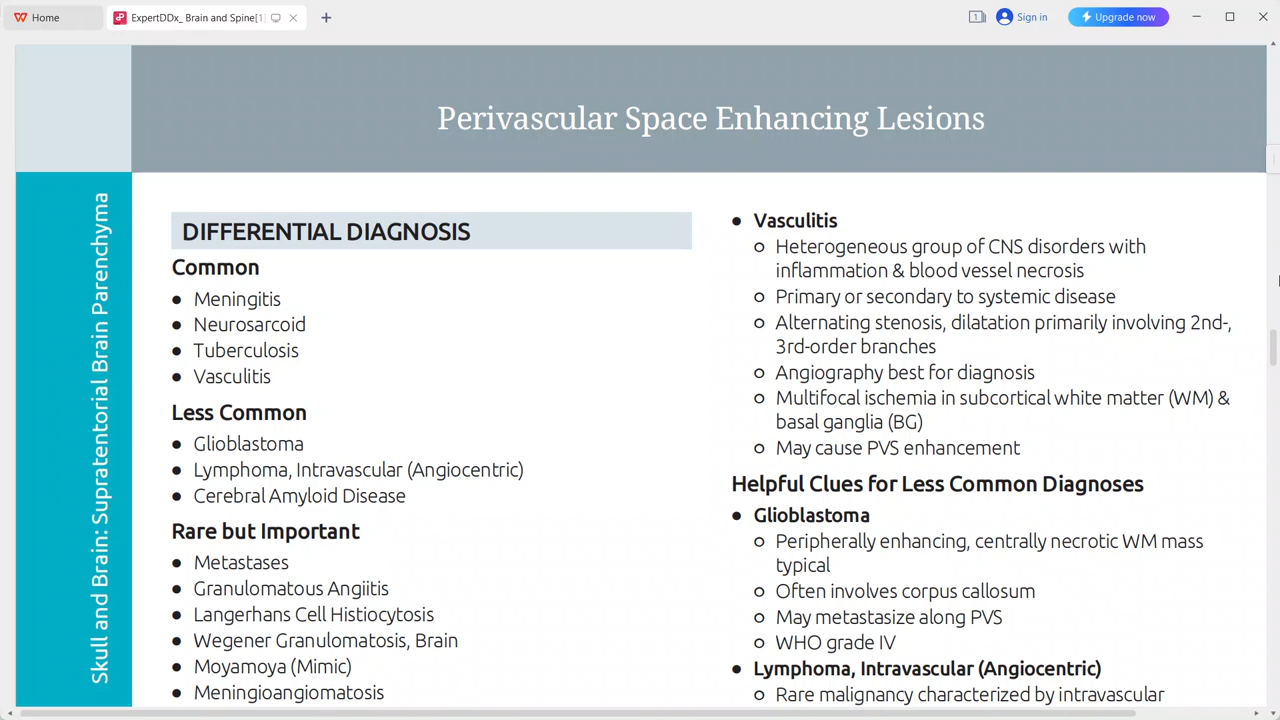 Home
ExpertDDx_ Brain and Spine[1]
1
Sign in
Upgrade now
Perivascular Space Enhancing Lesions
Skull and Brain: Supratentorial Brain Parenchyma
DIFFERENTIAL DIAGNOSIS
Common
• Meningitis
• Neurosarcoid
• Tuberculosis
• Vasculitis
Less Common
• Glioblastoma
• Lymphoma, Intravascular (Angiocentric)
• Cerebral Amyloid Disease
Rare but Important
• Metastases
• Granulomatous Angiitis
• Langerhans Cell Histiocytosis
• Wegener Granulomatosis, Brain
• Moyamoya (Mimic)
• Meningioangiomatosis
• Vasculitis
○ Heterogeneous group of CNS disorders with
inflammation & blood vessel necrosis
○ Primary or secondary to systemic disease
○ Alternating stenosis, dilatation primarily involving 2nd-,
3rd-order branches
○ Angiography best for diagnosis
○ Multifocal ischemia in subcortical white matter (WM) &
basal ganglia (BG)
○ May cause PVS enhancement
Helpful Clues for Less Common Diagnoses
• Glioblastoma
○ Peripherally enhancing, centrally necrotic WM mass
typical
○ Often involves corpus callosum
○ May metastasize along PVS
○ WHO grade IV
• Lymphoma, Intravascular (Angiocentric)
○ Rare malignancy characterized by intravascular